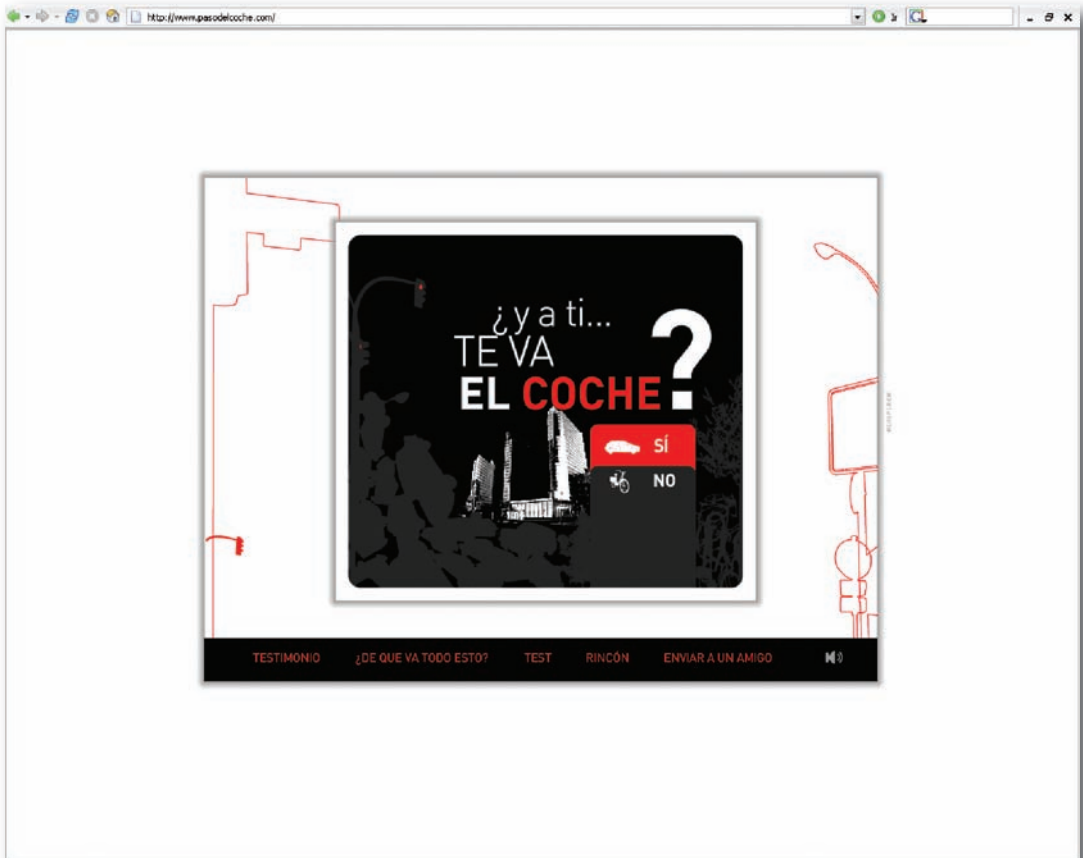 http://www.pasodelcoche.com/
¿y a ti...
TE VA
EL COCHE?
SÍ
NO
TESTIMONIO ¿DE QUE VA TODO ESTO? TEST RINCÓN ENVIAR A UN AMIGO